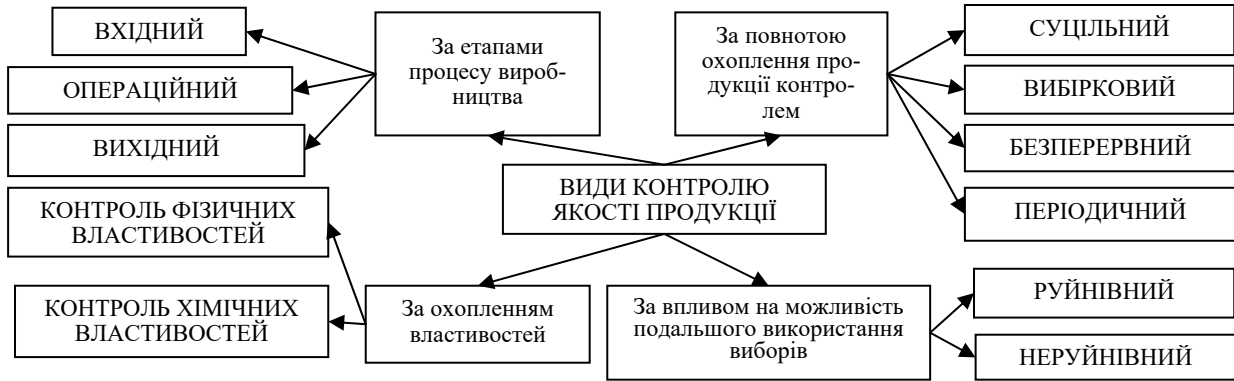 ВХІДНИЙ
ОПЕРАЦІЙНИЙ
ВИХІДНИЙ
За етапами
процесу вироб-
ництва
За повнотою
охоплення про-
дукції контро-
лем
СУЦІЛЬНИЙ
ВИБІРКОВИЙ
БЕЗПЕРЕРВНИЙ
ПЕРІОДИЧНИЙ
ВИДИ КОНТРОЛЮ
ЯКОСТІ ПРОДУКЦІЇ
КОНТРОЛЬ ФІЗИЧНИХ
ВЛАСТИВОСТЕЙ
КОНТРОЛЬ ХІМІЧНИХ
ВЛАСТИВОСТЕЙ
За охопленням
властивостей
За впливом на можливість
подальшого використання
виборів
РУЙНІВНИЙ
НЕРУЙНІВНИЙ